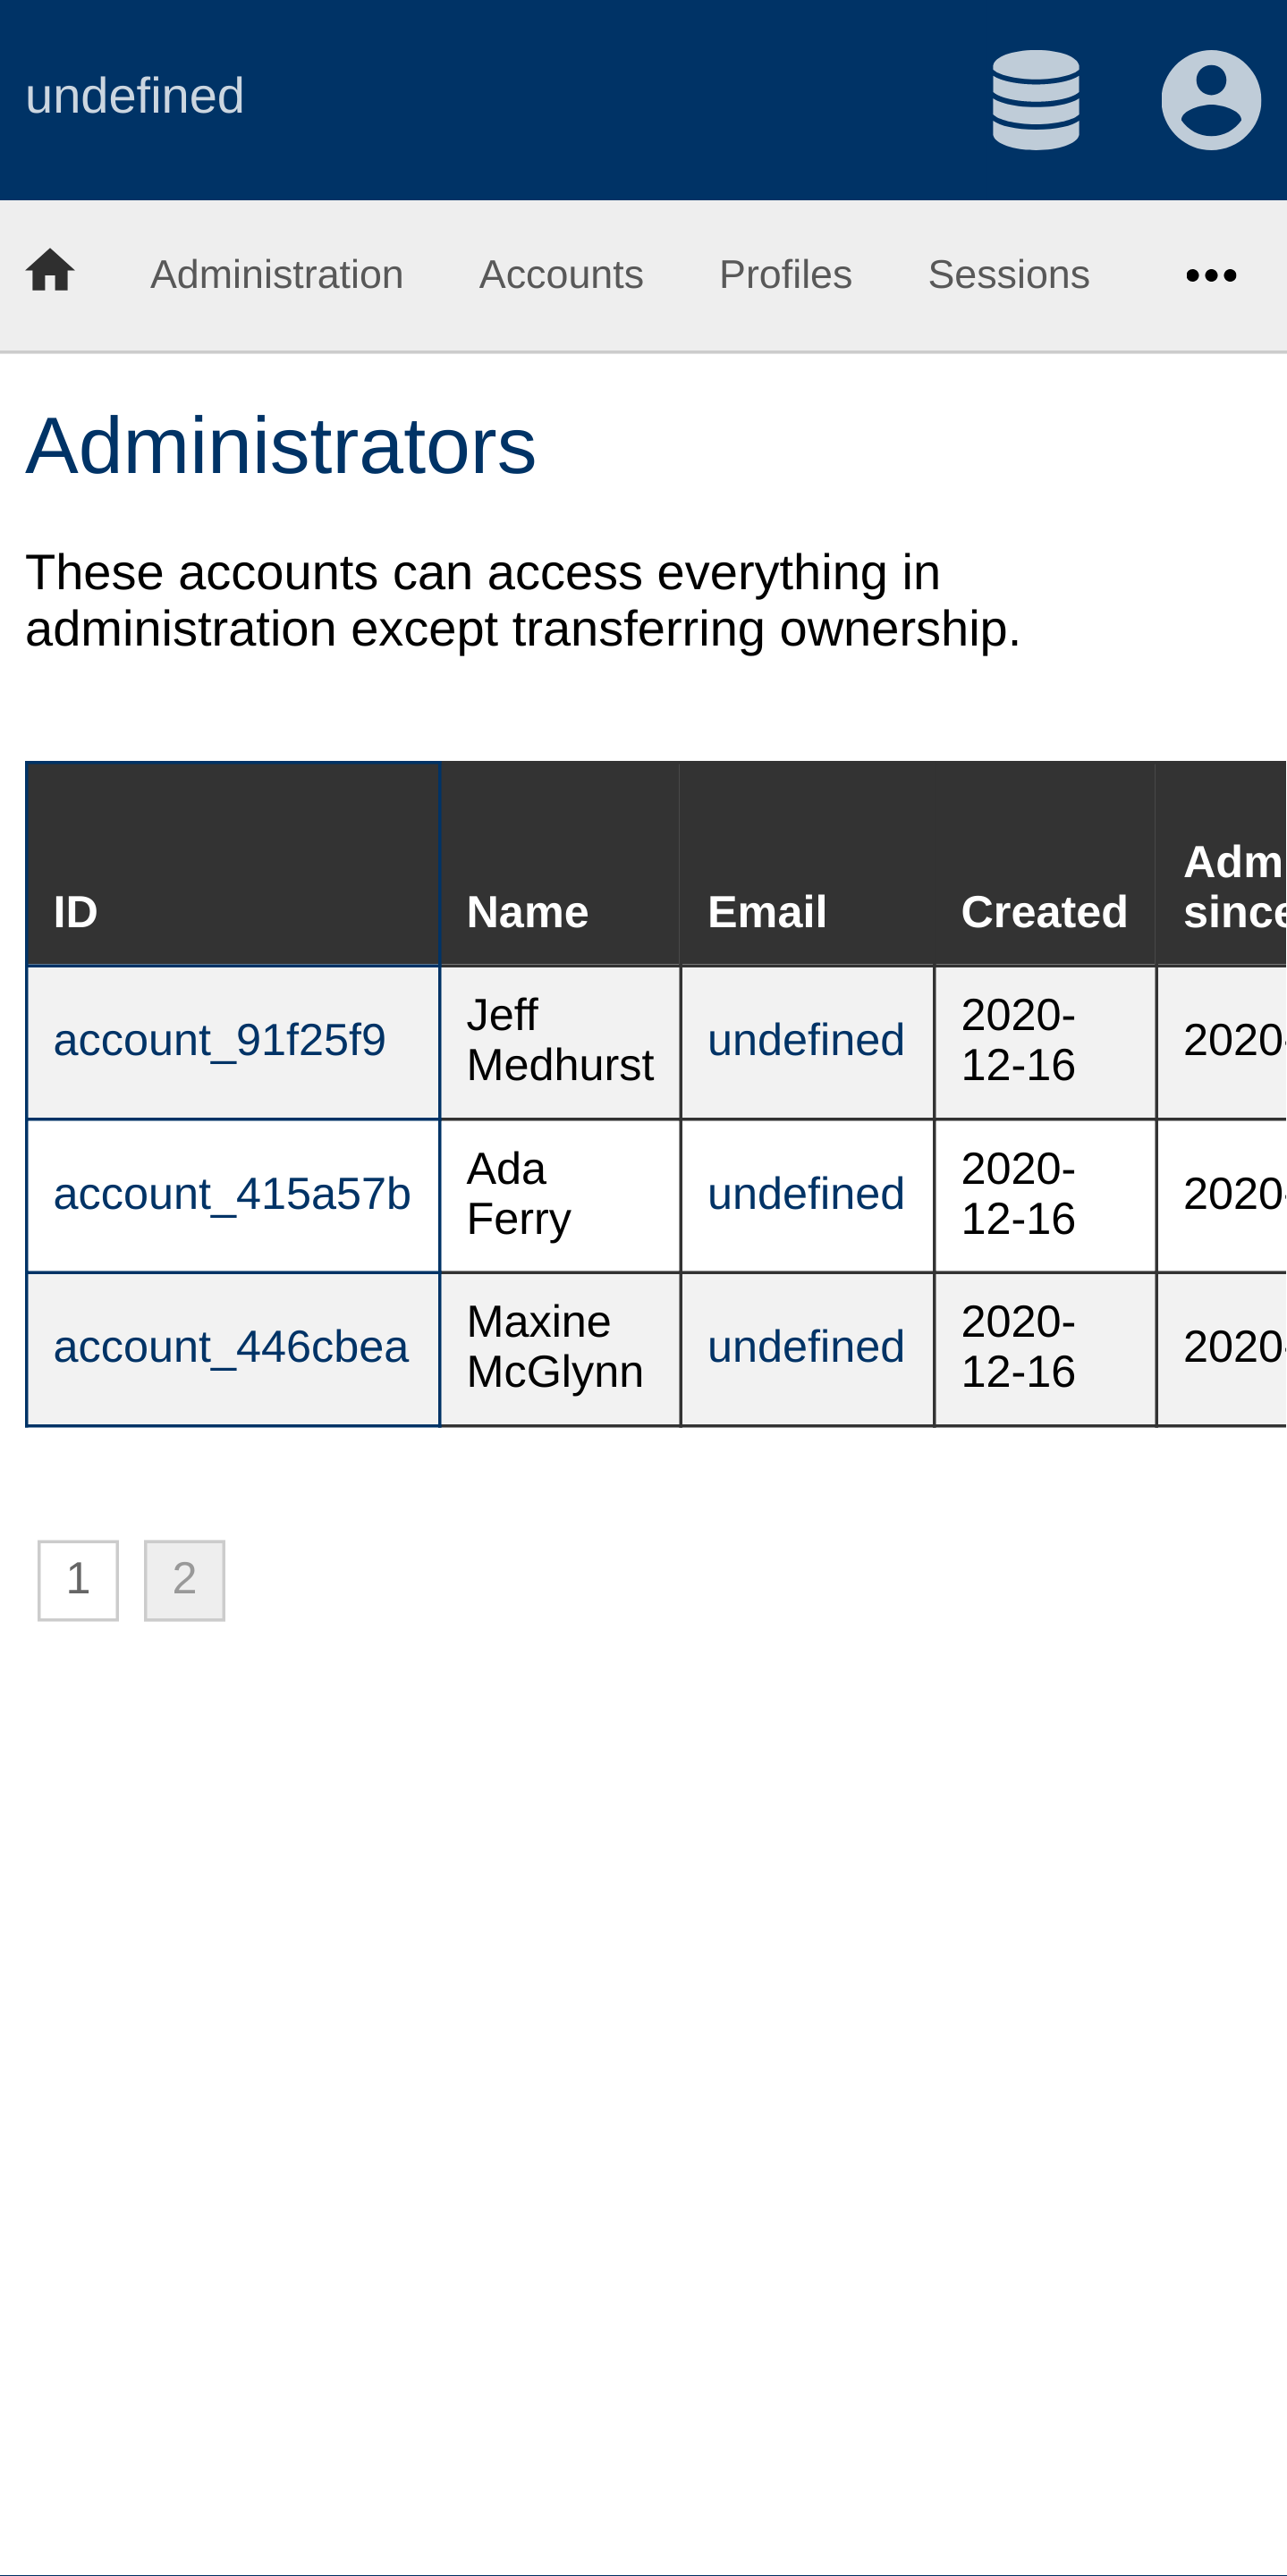 undefined
Administration Accounts Profiles Sessions •••
Administrators
These accounts can access everything in
administration except transferring ownership.
Adm
ID Name Email Created since
Jeff 2020-
account_91f25f9 undefined 2020-
Medhurst 12-16
Ada 2020-
account_415a57b undefined 2020-
Ferry 12-16
Maxine 2020-
account_446cbea undefined 2020-
McGlynn 12-16
1 2